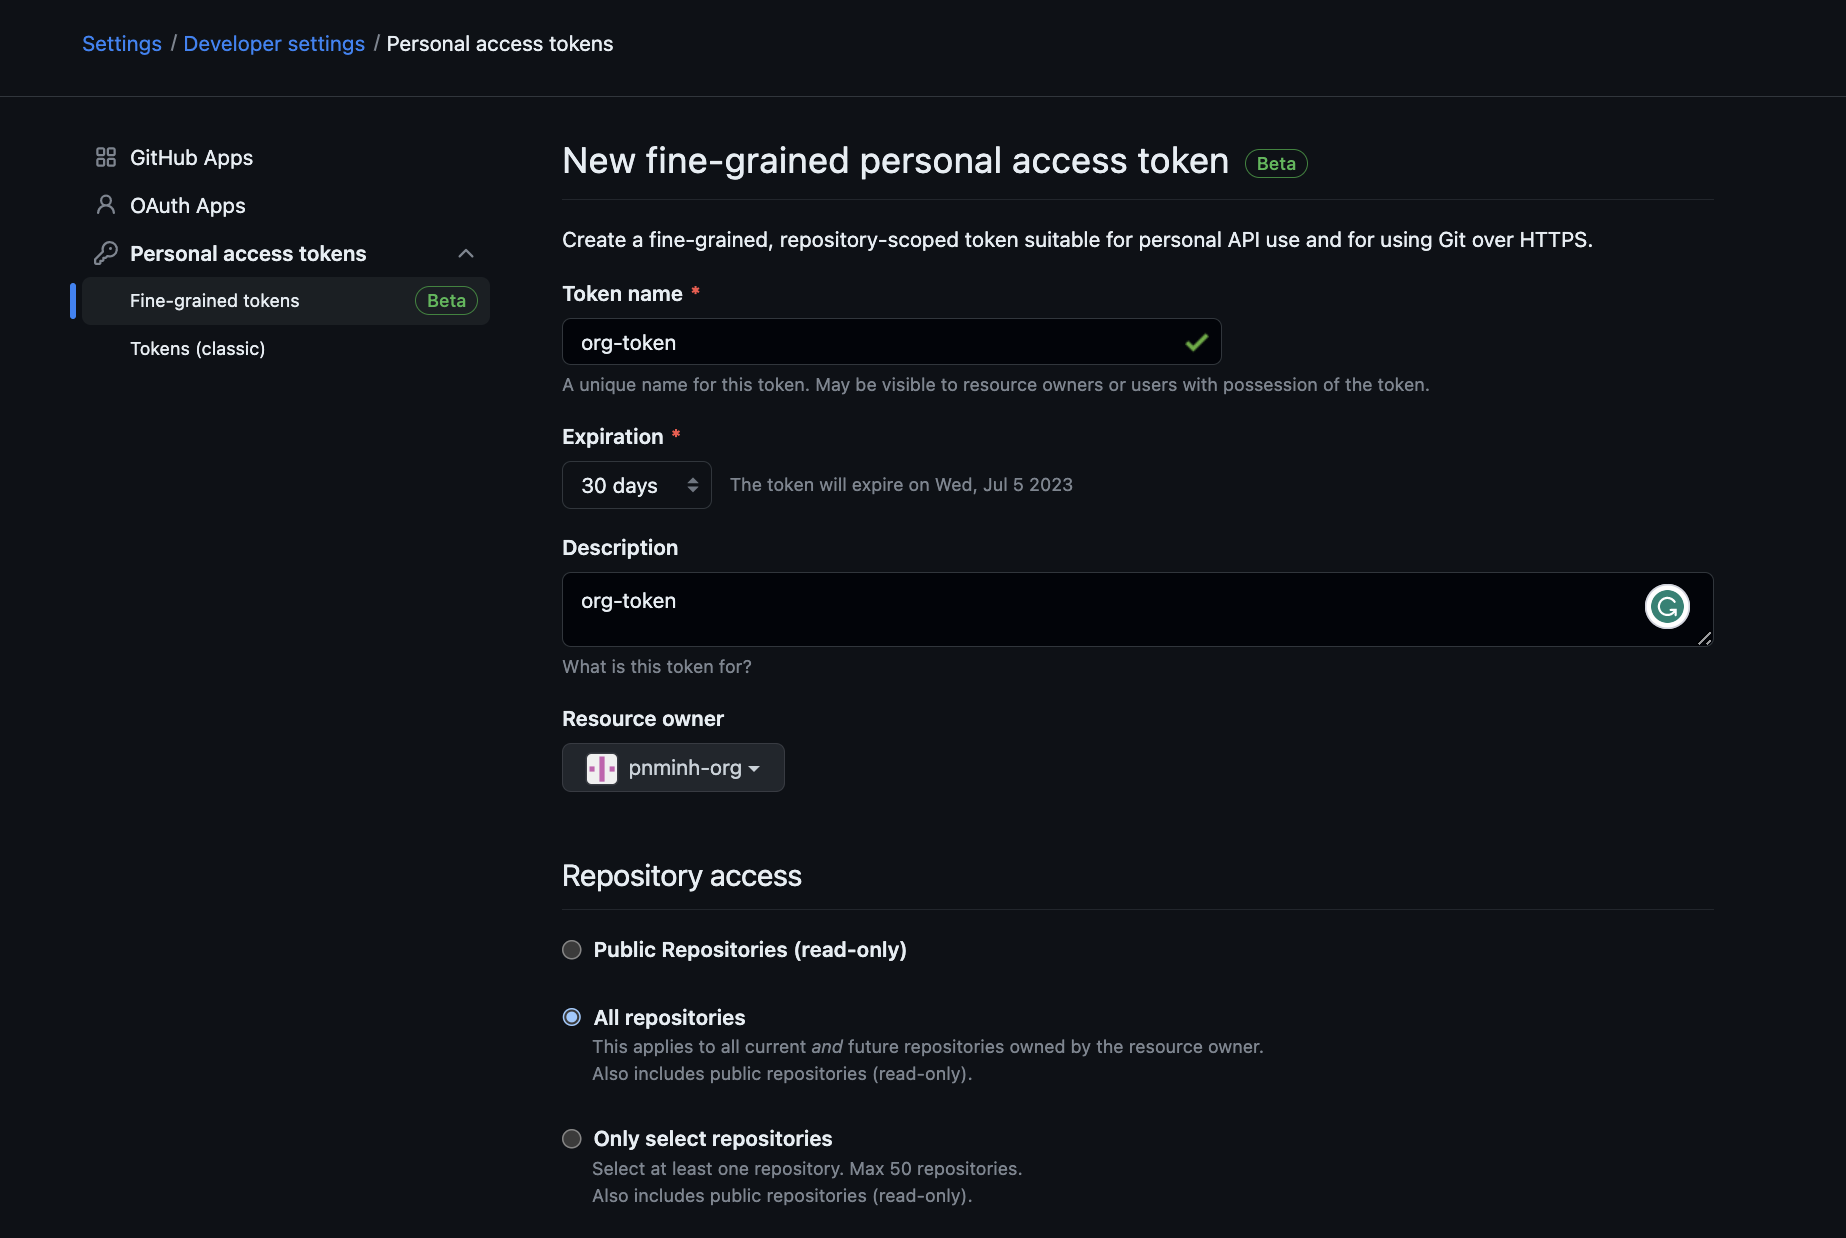 Settings / Developer settings / Personal access tokens
GitHub Apps
OAuth Apps
Personal access tokens
Fine-grained tokens Beta
Tokens (classic)
New fine-grained personal access token Beta
Create a fine-grained, repository-scoped token suitable for personal API use and for using Git over HTTPS.
Token name *
org-token
A unique name for this token. May be visible to resource owners or users with possession of the token.
Expiration *
30 days The token will expire on Wed, Jul 5 2023
Description
org-token
What is this token for?
Resource owner
pnminh-org
Repository access
Public Repositories (read-only)
All repositories
This applies to all current and future repositories owned by the resource owner.
Also includes public repositories (read-only).
Only select repositories
Select at least one repository. Max 50 repositories.
Also includes public repositories (read-only).